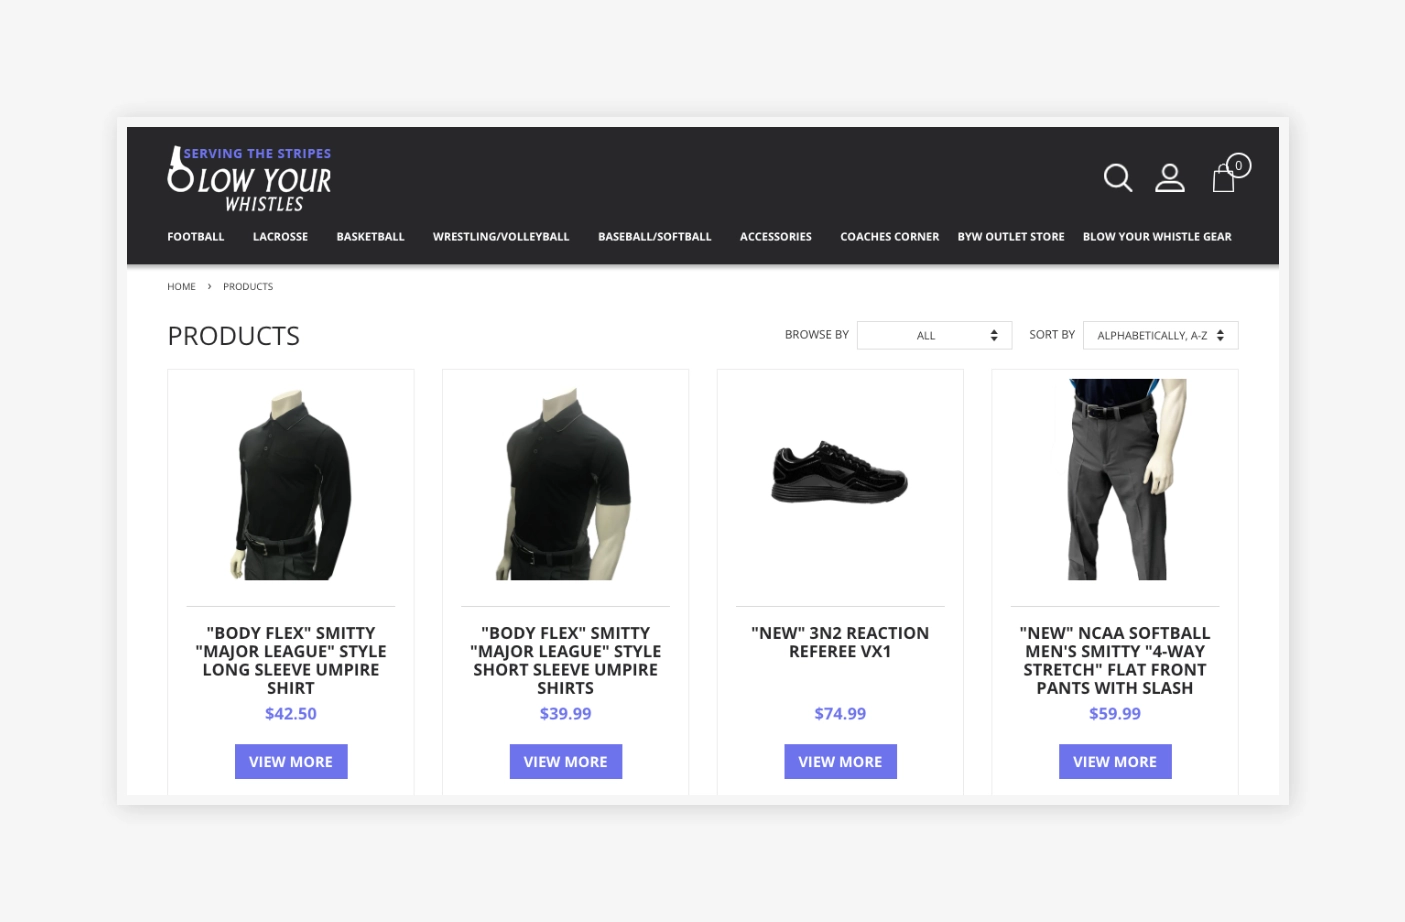 SERVING THE STRIPES
BLOW YOUR
WHISTLES
0
FOOTBALL LACROSSE BASKETBALL WRESTLING/VOLLEYBALL BASEBALL/SOFTBALL ACCESSORIES COACHES CORNER BYW OUTLET STORE BLOW YOUR WHISTLE GEAR
HOME › PRODUCTS
PRODUCTS
BROWSE BY ALL SORT BY ALPHABETICALLY, A-Z
"BODY FLEX" SMITTY
"MAJOR LEAGUE" STYLE
LONG SLEEVE UMPIRE
SHIRT
$42.50
VIEW MORE
"BODY FLEX" SMITTY
"MAJOR LEAGUE" STYLE
SHORT SLEEVE UMPIRE
SHIRTS
$39.99
VIEW MORE
"NEW" 3N2 REACTION
REFEREE VX1
$74.99
VIEW MORE
"NEW" NCAA SOFTBALL
MEN'S SMITTY "4-WAY
STRETCH" FLAT FRONT
PANTS WITH SLASH
$59.99
VIEW MORE